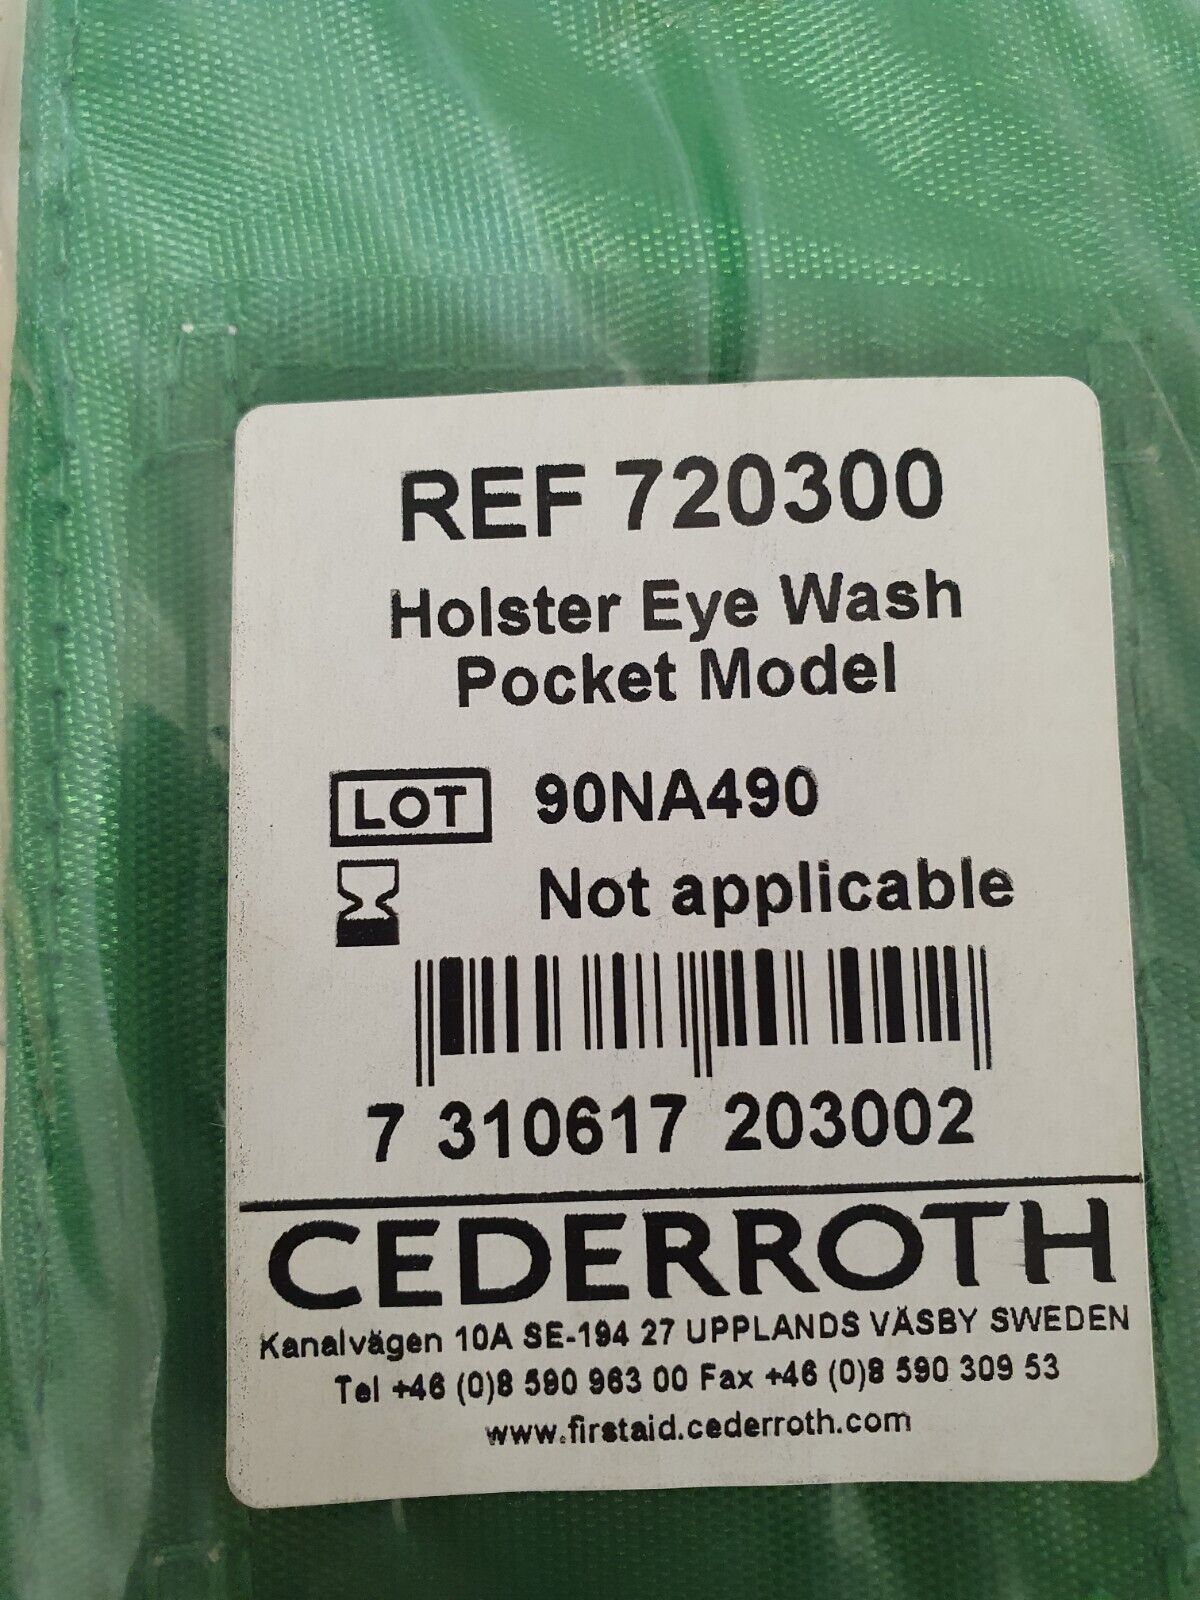 REF 720300
Holster Eye Wash
Pocket Model
LOT 90NA490
Not applicable
7 310617 203002
CEDERROTH
Kanalvägen 10A SE-194 27 UPPLANDS VÄSBY SWEDEN
Tel +46 (0)8 590 963 00 Fax +46 (0)8 590 309 53
www.firstaid.cederroth.com